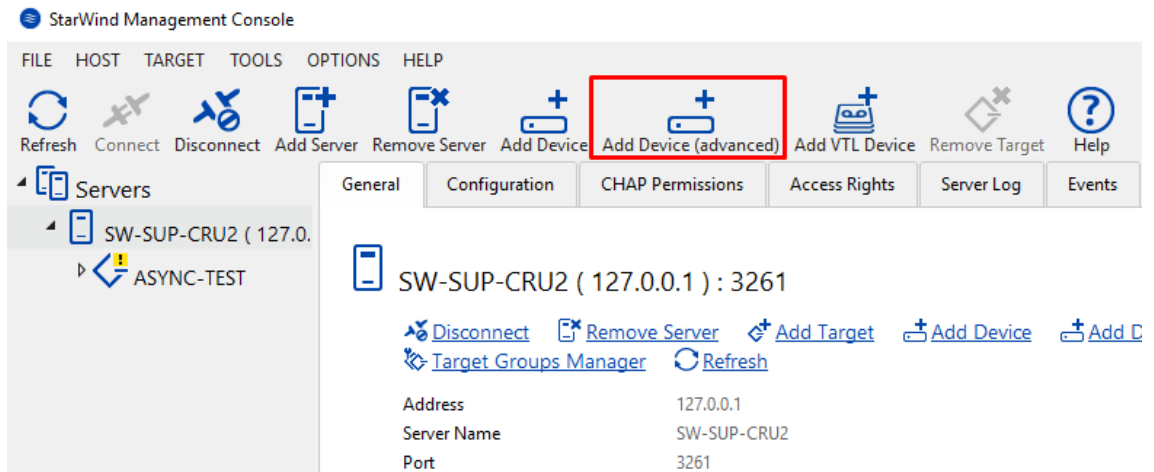 StarWind Management Console
FILE HOST TARGET TOOLS OPTIONS HELP
Refresh Connect Disconnect Add Server Remove Server Add Device Add Device (advanced) Add VTL Device Remove Target Help
Servers
General Configuration CHAP Permissions Access Rights Server Log Events
SW-SUP-CRU2 ( 127.0.
ASYNC-TEST
SW-SUP-CRU2 ( 127.0.0.1 ) : 3261
Disconnect Remove Server Add Target Add Device Add D
Target Groups Manager Refresh
Address 127.0.0.1
Server Name SW-SUP-CRU2
Port 3261